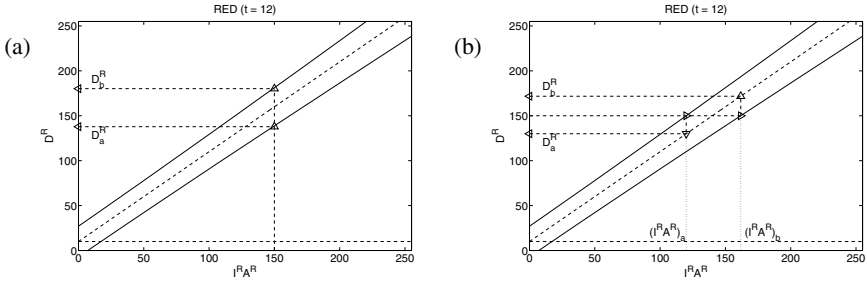 (a)
RED (t = 12)
250
200
150
100
50
0
D^R
D_b^R
D_a^R
0 50 100 150 200 250
I^R A^R
(b)
RED (t = 12)
250
200
150
100
50
0
D^R
D_b^R
D_a^R
(I^R A^R)_a
(I^R A^R)_b
0 50 100 150 200 250
I^R A^R